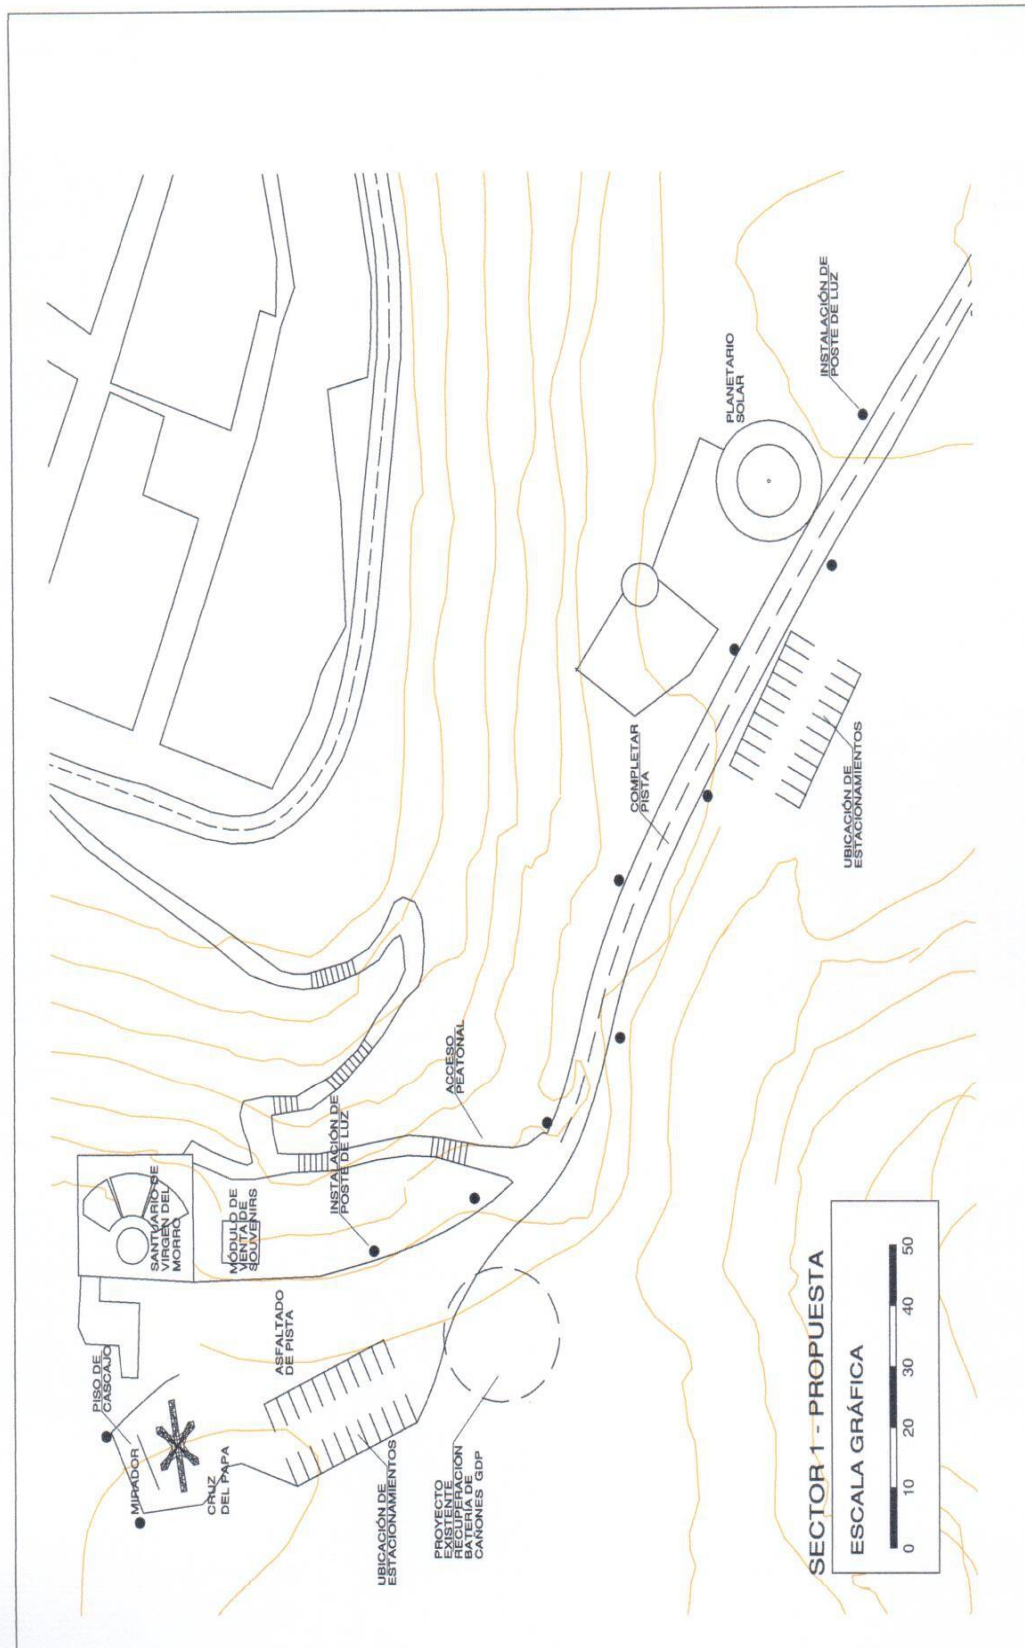 PISO DE
CASCAJO
MIRADOR
CRUZ
DEL PAPA
SANTUARIO DE
VIRGEN DEL
MORRO
MÓDULO DE
VENTA DE
SOUVENIRS
ASFALTADO
DE PISTA
INSTALACIÓN DE
POSTE DE LUZ
UBICACIÓN DE
ESTACIONAMIENTOS
ACCESO
PEATONAL
PROYECTO
EXISTENTE
RECUPERACIÓN
BATERÍA DE
CAÑONES GDP
COMPLETAR
PISTA
PLANETARIO
SOLAR
INSTALACIÓN DE
POSTE DE LUZ
UBICACIÓN DE
ESTACIONAMIENTOS
SECTOR 1 - PROPUESTA
ESCALA GRÁFICA
0 10 20 30 40 50